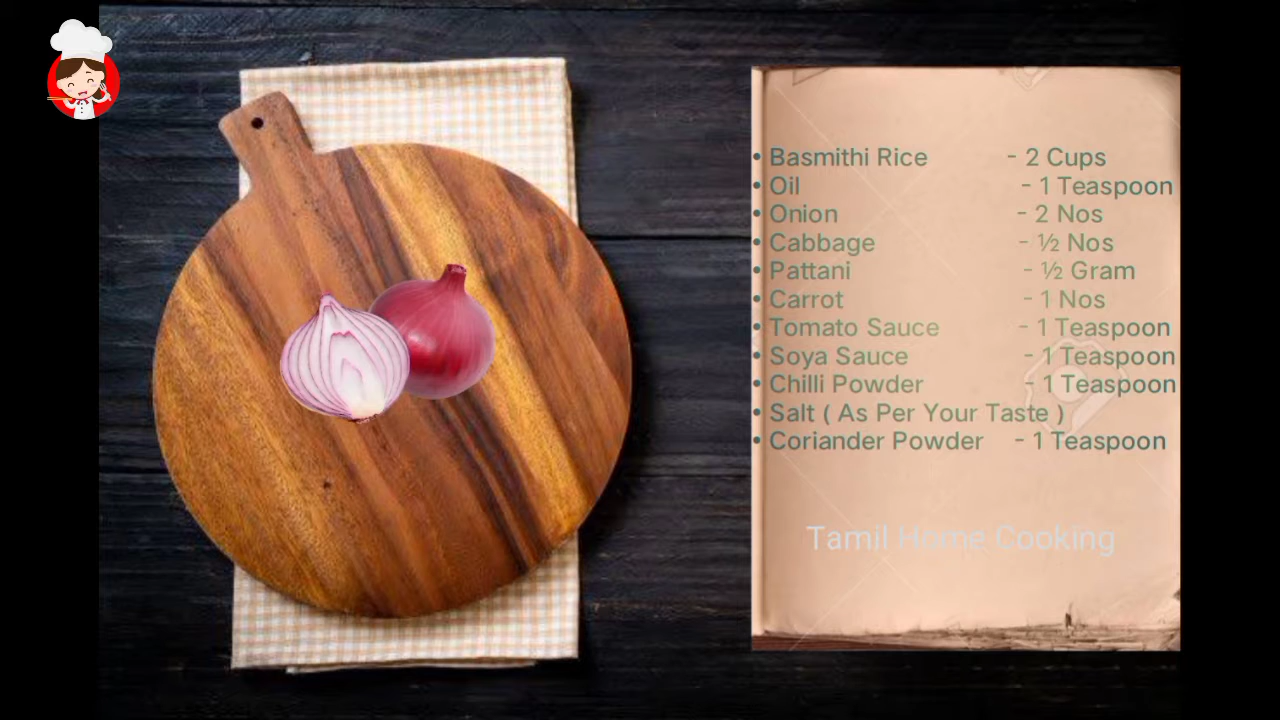 • Basmithi Rice - 2 Cups
• Oil - 1 Teaspoon
• Onion - 2 Nos
• Cabbage - ½ Nos
• Pattani - ½ Gram
• Carrot - 1 Nos
• Tomato Sauce - 1 Teaspoon
• Soya Sauce - 1 Teaspoon
• Chilli Powder - 1 Teaspoon
• Salt ( As Per Your Taste )
• Coriander Powder - 1 Teaspoon
Tamil Home Cooking